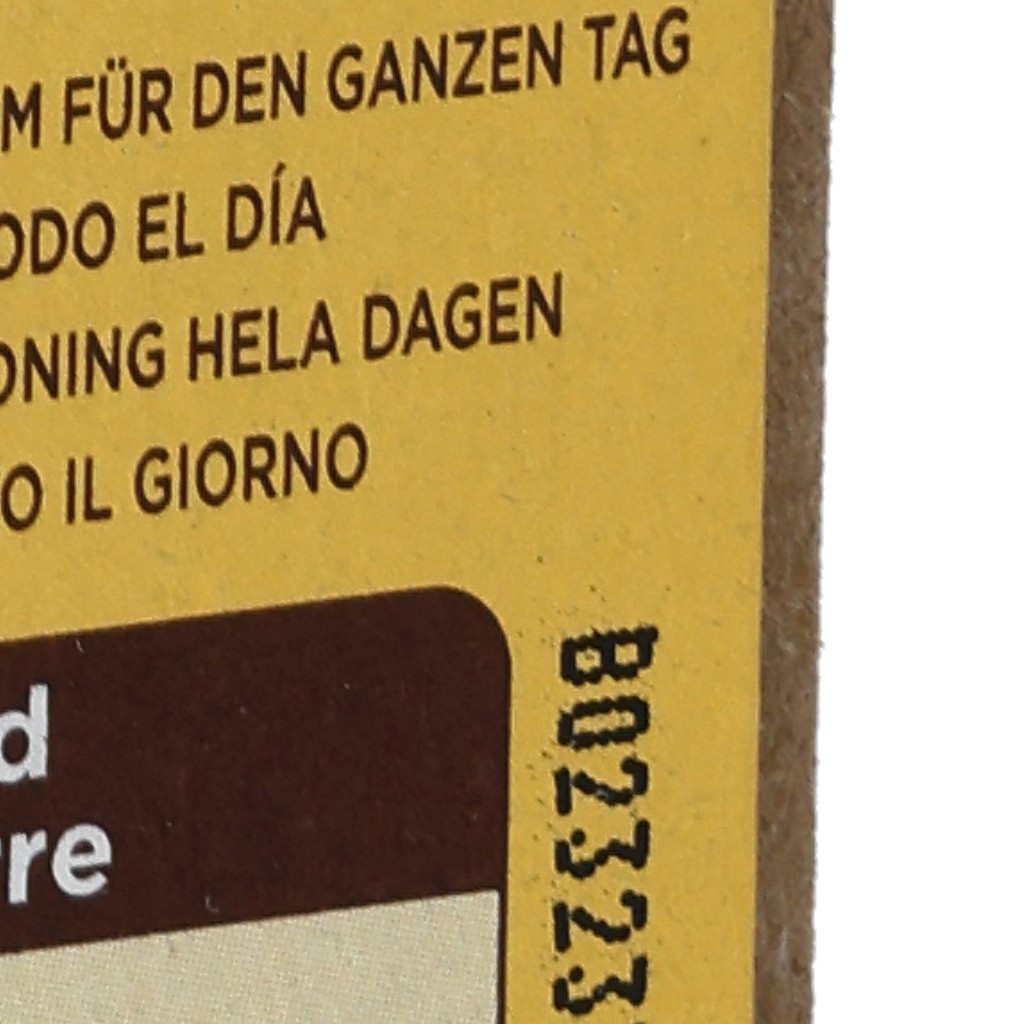 M FÜR DEN GANZEN TAG
ODO EL DÍA
ONING HELA DAGEN
O IL GIORNO
d
re
B02323